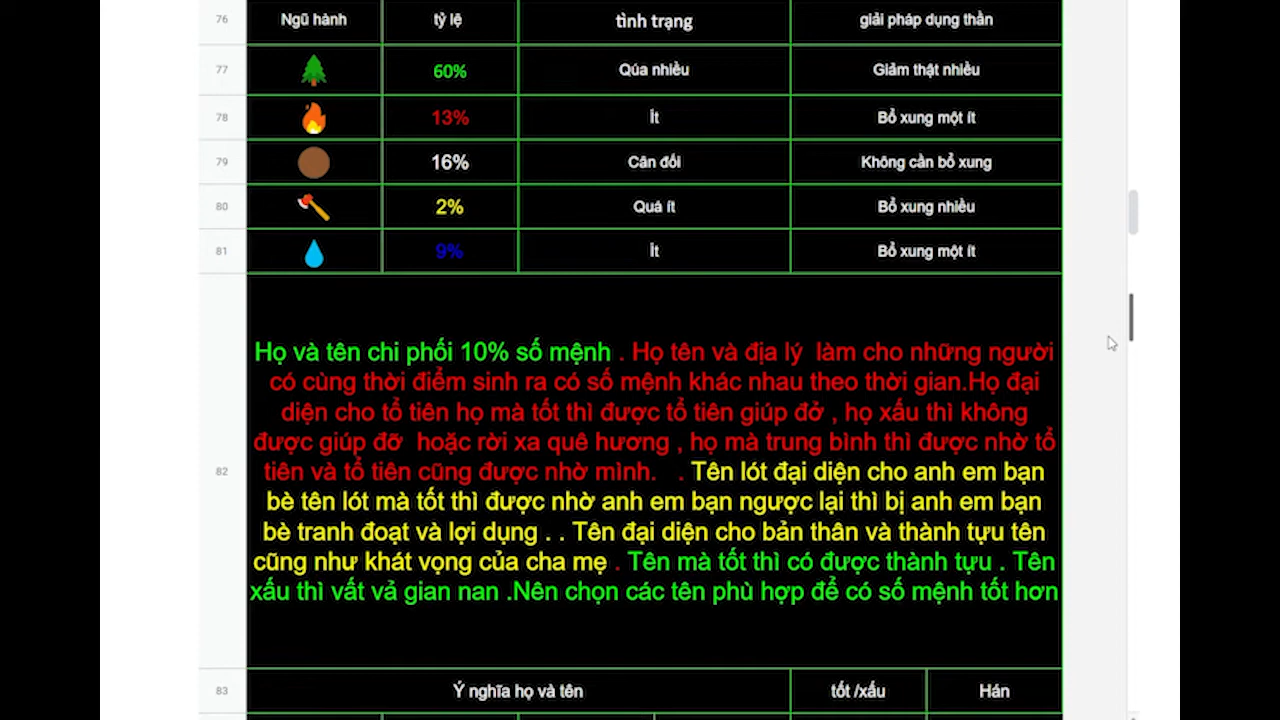 76 Ngũ hành tỷ lệ tình trạng giải pháp dụng thần
77 60% Qúa nhiều Giảm thật nhiều
78 13% Ít Bổ xung một ít
79 16% Cân đối Không cần bổ xung
80 2% Quá ít Bổ xung nhiều
81 9% Ít Bổ xung một ít
Họ và tên chi phối 10% số mệnh . Họ tên và địa lý làm cho những người
có cùng thời điểm sinh ra có số mệnh khác nhau theo thời gian.Họ đại
diện cho tổ tiên họ mà tốt thì được tổ tiên giúp đở , họ xấu thì không
được giúp đỡ hoặc rời xa quê hương , họ mà trung bình thì được nhờ tổ
82 tiên và tổ tiên cũng được nhờ mình. . Tên lót đại diện cho anh em bạn
bè tên lót mà tốt thì được nhờ anh em bạn ngược lại thì bị anh em bạn
bè tranh đoạt và lợi dụng . . Tên đại diện cho bản thân và thành tựu tên
cũng như khát vọng của cha mẹ . Tên mà tốt thì có được thành tựu . Tên
xấu thì vất vả gian nan .Nên chọn các tên phù hợp để có số mệnh tốt hơn
83 Ý nghĩa họ và tên tốt /xấu Hán